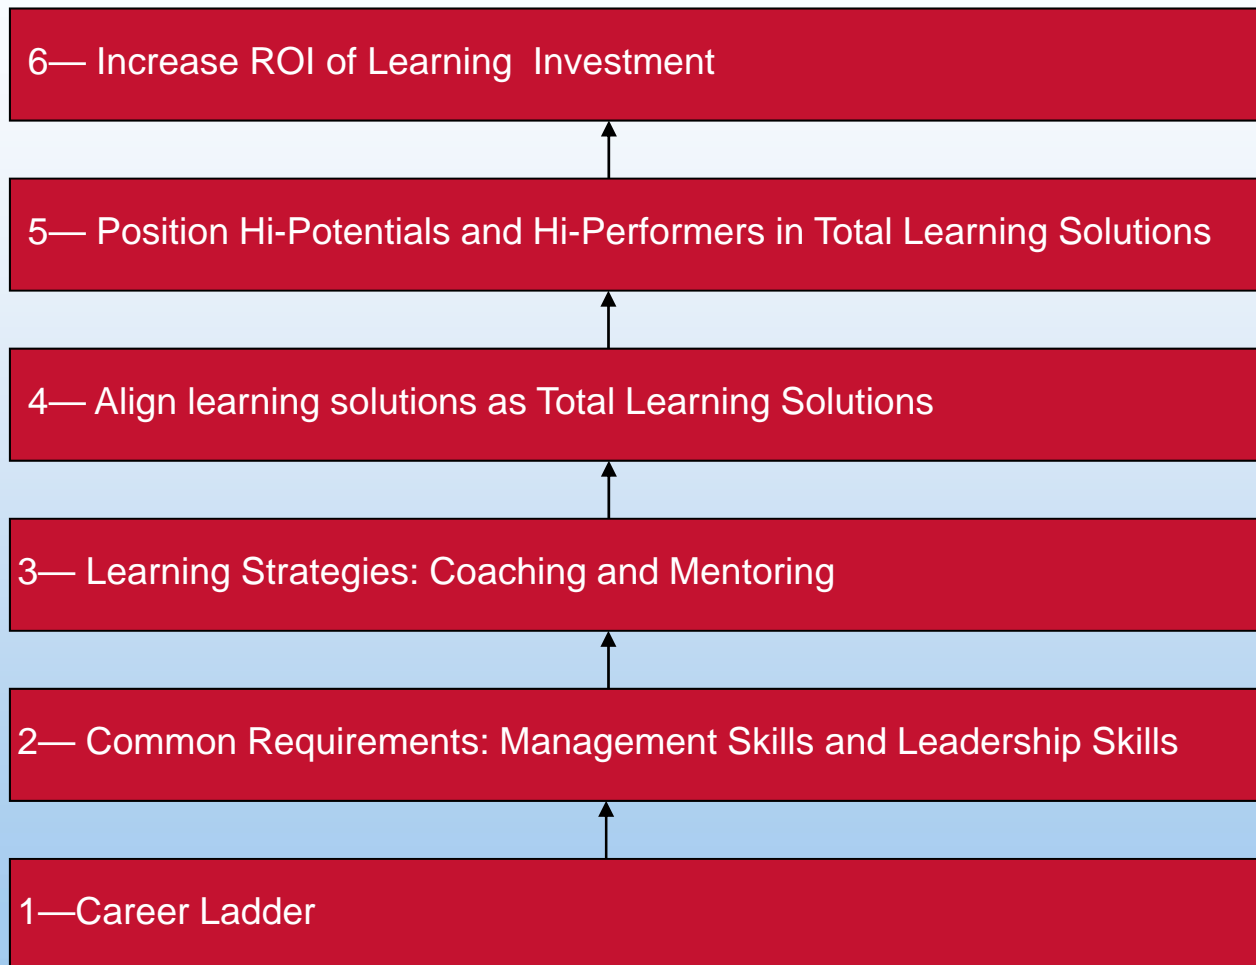 6— Increase ROI of Learning  Investment
5— Position Hi-Potentials and Hi-Performers in Total Learning Solutions
4— Align learning solutions as Total Learning Solutions
3— Learning Strategies: Coaching and Mentoring
2— Common Requirements: Management Skills and Leadership Skills
1—Career Ladder